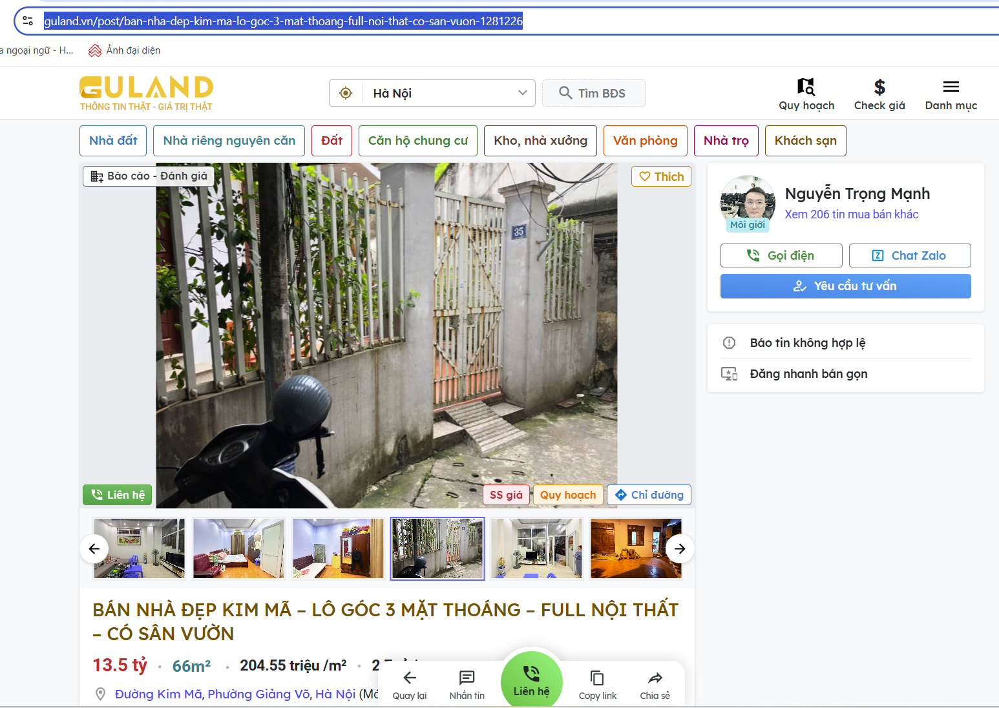 guland.vn/post/ban-nha-dep-kim-ma-lo-goc-3-mat-thoang-full-noi-that-co-san-vuon-1281226
a ngoại ngữ - H...
Ảnh đại diện
GULAND
THÔNG TIN THẬT - GIÁ TRỊ THẬT
Hà Nội
Tìm BĐS
Quy hoạch
Check giá
Danh mục
Nhà đất
Nhà riêng nguyên căn
Đất
Căn hộ chung cư
Kho, nhà xưởng
Văn phòng
Nhà trọ
Khách sạn
Báo cáo - Đánh giá
Thích
35
Nguyễn Trọng Mạnh
Xem 206 tin mua bán khác
Môi giới
Gọi điện
Chat Zalo
Yêu cầu tư vấn
Báo tin không hợp lệ
Đăng nhanh bán gọn
Liên hệ
SS giá
Quy hoạch
Chỉ đường
BÁN NHÀ ĐẸP KIM MÃ – LÔ GÓC 3 MẶT THOÁNG – FULL NỘI THẤT
– CÓ SÂN VƯỜN
13.5 tỷ · 66m² · 204.55 triệu /m² ·
Đường Kim Mã, Phường Giảng Võ, Hà Nội
Quay lại
Nhắn tin
Liên hệ
Copy link
Chia sẻ